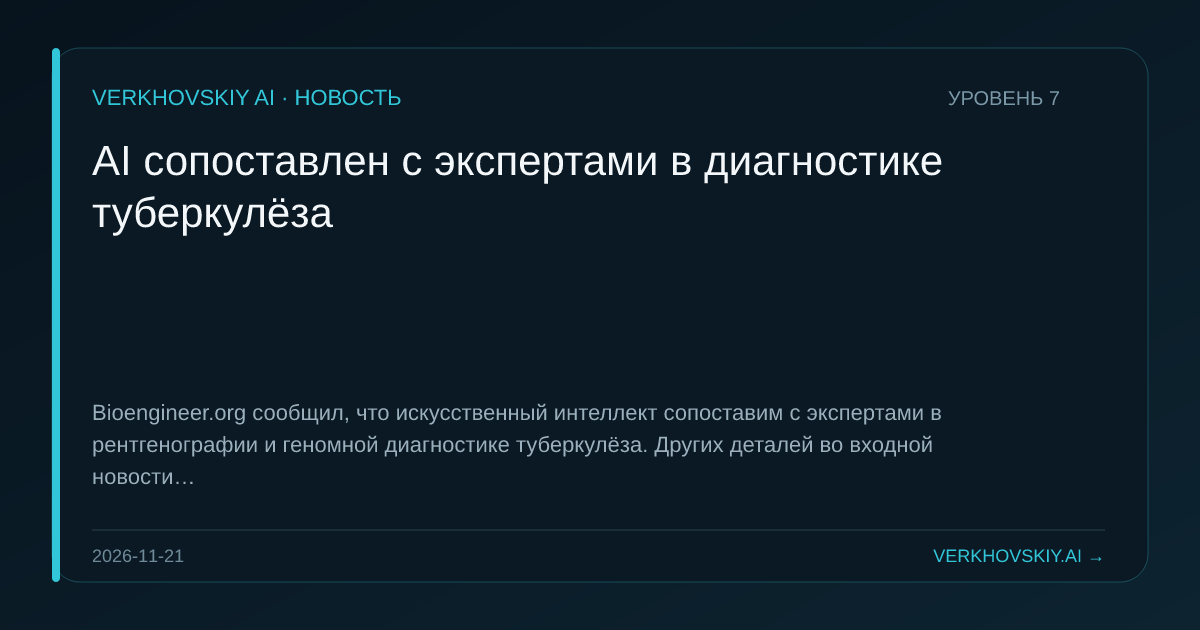 VERKHOVSKIY AI · НОВОСТЬ
УРОВЕНЬ 7
AI сопоставлен с экспертами в диагностике
туберкулёза
Bioengineer.org сообщил, что искусственный интеллект сопоставим с экспертами в
рентгенографии и геномной диагностике туберкулёза. Других деталей во входной
новости…
2026-11-21
VERKHOVSKIY.AI →